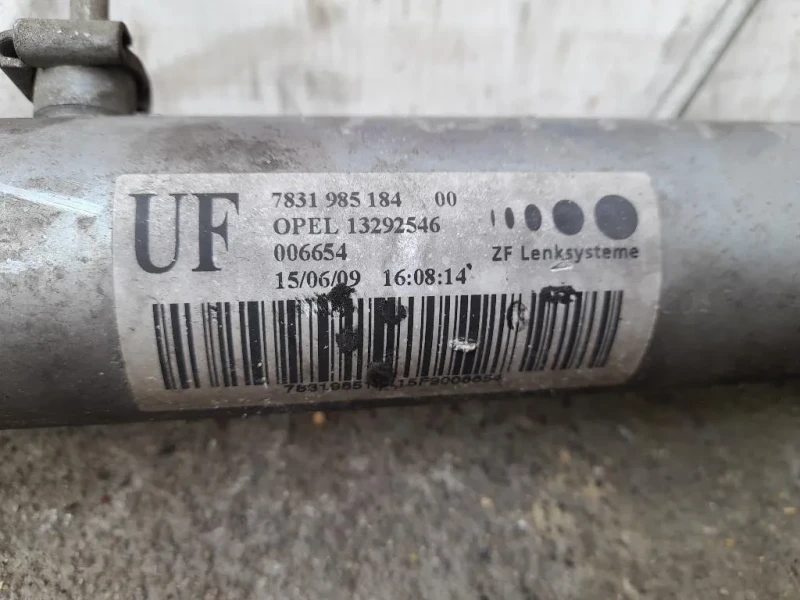 UF
7831 985 184 00
OPEL 13292546
006654
15/06/09 16:08:14
ZF Lenksysteme